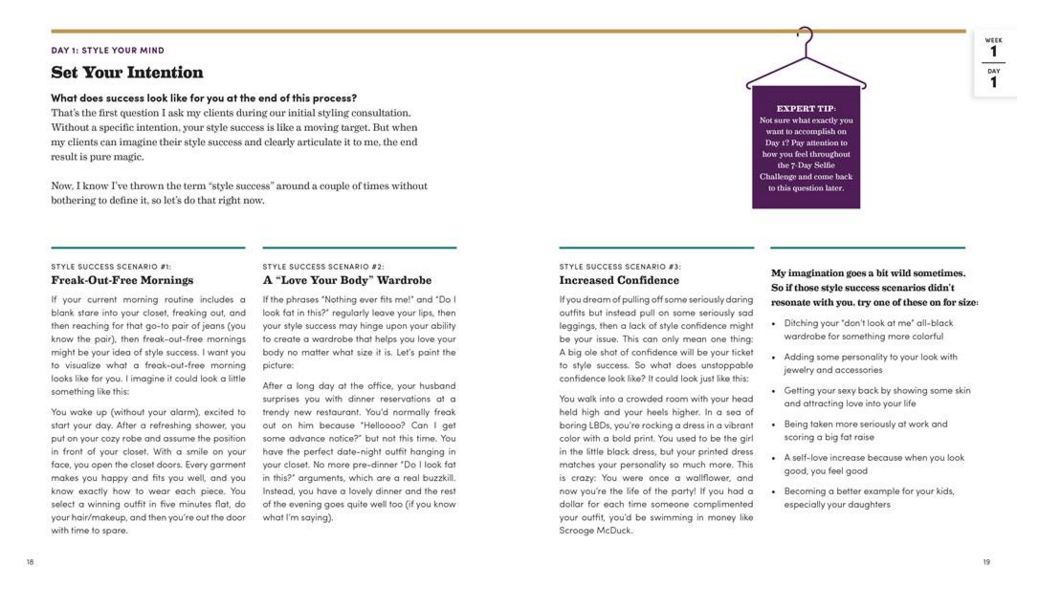 DAY 1: STYLE YOUR MIND
Set Your Intention
What does success look like for you at the end of this process?
That's the first question I ask my clients during our initial styling consultation.
Without a specific intention, your style success is like a moving target. But when
my clients can imagine their style success and clearly articulate it to me, the end
result is pure magic.
Now, I know I've thrown the term “style success” around a couple of times without
bothering to define it, so let's do that right now.
EXPERT TIP:
Not sure what exactly you
want to accomplish on
Day 1? Pay attention to
how you feel throughout
the 7-Day Selfie
Challenge and come back
to this question later.
WEEK
1
DAY
1
STYLE SUCCESS SCENARIO #1:
Freak-Out-Free Mornings
If your current morning routine includes a
blank stare into your closet, freaking out, and
then reaching for that go-to pair of jeans (you
know the pair), then freak-out-free mornings
might be your idea of style success. I want you
to visualize what a freak-out-free morning
looks like for you. I imagine it could look a little
something like this:
You wake up (without your alarm), excited to
start your day. After a refreshing shower, you
put on your cozy robe and assume the position
in front of your closet. With a smile on your
face, you open the closet doors. Every garment
makes you happy and fits you well, and you
know exactly how to wear each piece. You
select a winning outfit in five minutes flat, do
your hair/makeup, and then you're out the door
with time to spare.
STYLE SUCCESS SCENARIO #2:
A “Love Your Body” Wardrobe
If the phrases “Nothing ever fits me!” and “Do I
look fat in this?” regularly leave your lips, then
your style success may hinge upon your ability
to create a wardrobe that helps you love your
body no matter what size it is. Let's paint the
picture:
After a long day at the office, your husband
surprises you with dinner reservations at a
trendy new restaurant. You'd normally freak
out on him because “Helloooo? Can I get
some advance notice?” but not this time. You
have the perfect date-night outfit hanging in
your closet. No more pre-dinner “Do I look fat
in this?” arguments, which are a real buzzkill.
Instead, you have a lovely dinner and the rest
of the evening goes quite well too (if you know
what I'm saying).
STYLE SUCCESS SCENARIO #3:
Increased Confidence
If you dream of pulling off some seriously daring
outfits but instead pull on some seriously sad
leggings, then a lack of style confidence might
be your issue. This can only mean one thing:
A big ole shot of confidence will be your ticket
to style success. So what does unstoppable
confidence look like? It could look just like this:
You walk into a crowded room with your head
held high and your heels higher. In a sea of
boring LBDs, you're rocking a dress in a vibrant
color with a bold print. You used to be the girl
in the little black dress, but your printed dress
matches your personality so much more. This
is crazy: You were once a wallflower, and
now you're the life of the party! If you had a
dollar for each time someone complimented
your outfit, you'd be swimming in money like
Scrooge McDuck.
My imagination goes a bit wild sometimes.
So if those style success scenarios didn't
resonate with you, try one of these on for size:
• Ditching your “don't look at me” all-black
wardrobe for something more colorful
• Adding some personality to your look with
jewelry and accessories
• Getting your sexy back by showing some skin
and attracting love into your life
• Being taken more seriously at work and
scoring a big fat raise
• A self-love increase because when you look
good, you feel good
• Becoming a better example for your kids,
especially your daughters
18
19